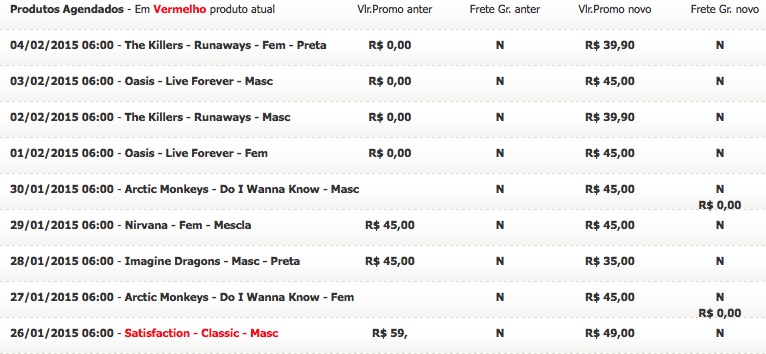 Produtos Agendados - Em Vermelho produto atual Vlr.Promo anter Frete Gr. anter Vlr.Promo novo Frete Gr. novo
04/02/2015 06:00 - The Killers - Runaways - Fem - Preta R$ 0,00 N R$ 39,90 N
03/02/2015 06:00 - Oasis - Live Forever - Masc R$ 0,00 N R$ 45,00 N
02/02/2015 06:00 - The Killers - Runaways - Masc R$ 0,00 N R$ 39,90 N
01/02/2015 06:00 - Oasis - Live Forever - Fem R$ 0,00 N R$ 45,00 N
30/01/2015 06:00 - Arctic Monkeys - Do I Wanna Know - Masc N R$ 45,00 N
R$ 0,00
29/01/2015 06:00 - Nirvana - Fem - Mescla R$ 45,00 N R$ 45,00 N
28/01/2015 06:00 - Imagine Dragons - Masc - Preta R$ 45,00 N R$ 35,00 N
27/01/2015 06:00 - Arctic Monkeys - Do I Wanna Know - Fem N R$ 45,00 N
R$ 0,00
26/01/2015 06:00 - Satisfaction - Classic - Masc R$ 59, N R$ 49,00 N